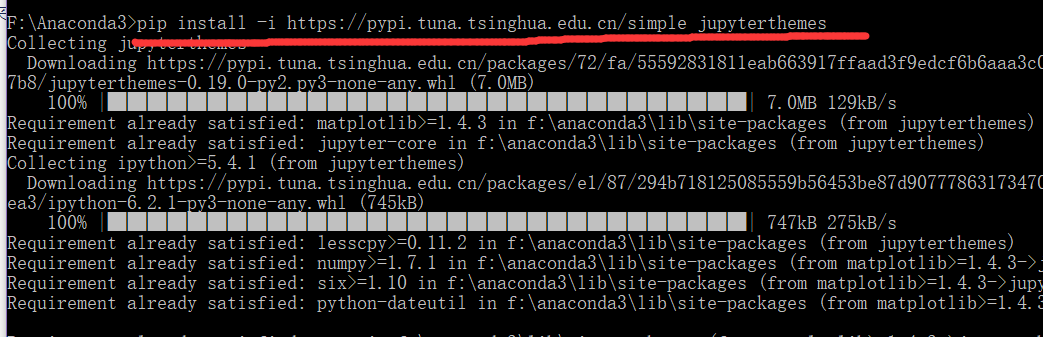 F:\Anaconda3>pip install -i https://pypi.tuna.tsinghua.edu.cn/simple jupyterthemes
Collecting jupyterthemes
Downloading https://pypi.tuna.tsinghua.edu.cn/packages/72/fa/55592831811eab663917ffaad3f9edcf6b6aaa3c0
7b8/jupyterthemes-0.19.0-py2.py3-none-any.whl (7.0MB)
100% | | 7.0MB 129kB/s
Requirement already satisfied: matplotlib>=1.4.3 in f:\anaconda3\lib\site-packages (from jupyterthemes)
Requirement already satisfied: jupyter-core in f:\anaconda3\lib\site-packages (from jupyterthemes)
Collecting ipython>=5.4.1 (from jupyterthemes)
Downloading https://pypi.tuna.tsinghua.edu.cn/packages/e1/87/294b718125085559b56453be87d90777863173470
ea3/ipython-6.2.1-py3-none-any.whl (745kB)
100% | | 747kB 275kB/s
Requirement already satisfied: lesscpy>=0.11.2 in f:\anaconda3\lib\site-packages (from jupyterthemes)
Requirement already satisfied: numpy>=1.7.1 in f:\anaconda3\lib\site-packages (from matplotlib>=1.4.3->j
Requirement already satisfied: six>=1.10 in f:\anaconda3\lib\site-packages (from matplotlib>=1.4.3->jupy
Requirement already satisfied: python-dateutil in f:\anaconda3\lib\site-packages (from matplotlib>=1.4.3